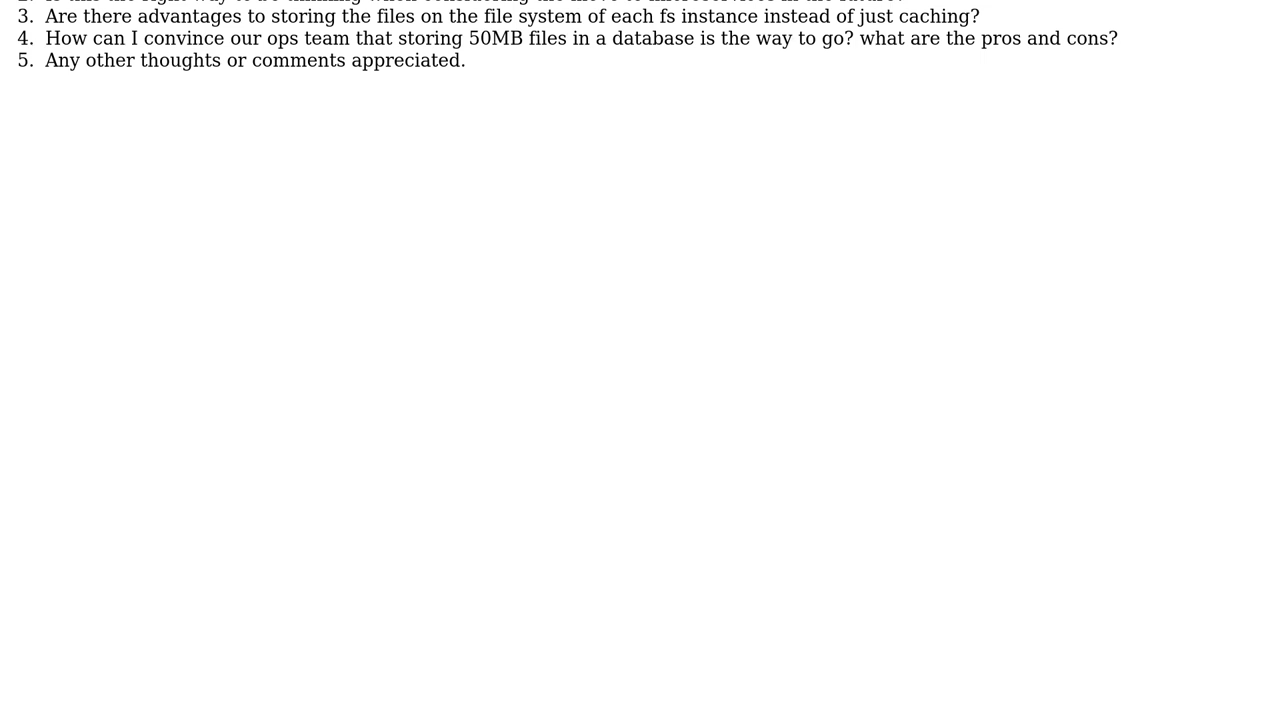 3. Are there advantages to storing the files on the file system of each fs instance instead of just caching?
4. How can I convince our ops team that storing 50MB files in a database is the way to go? what are the pros and cons?
5. Any other thoughts or comments appreciated.